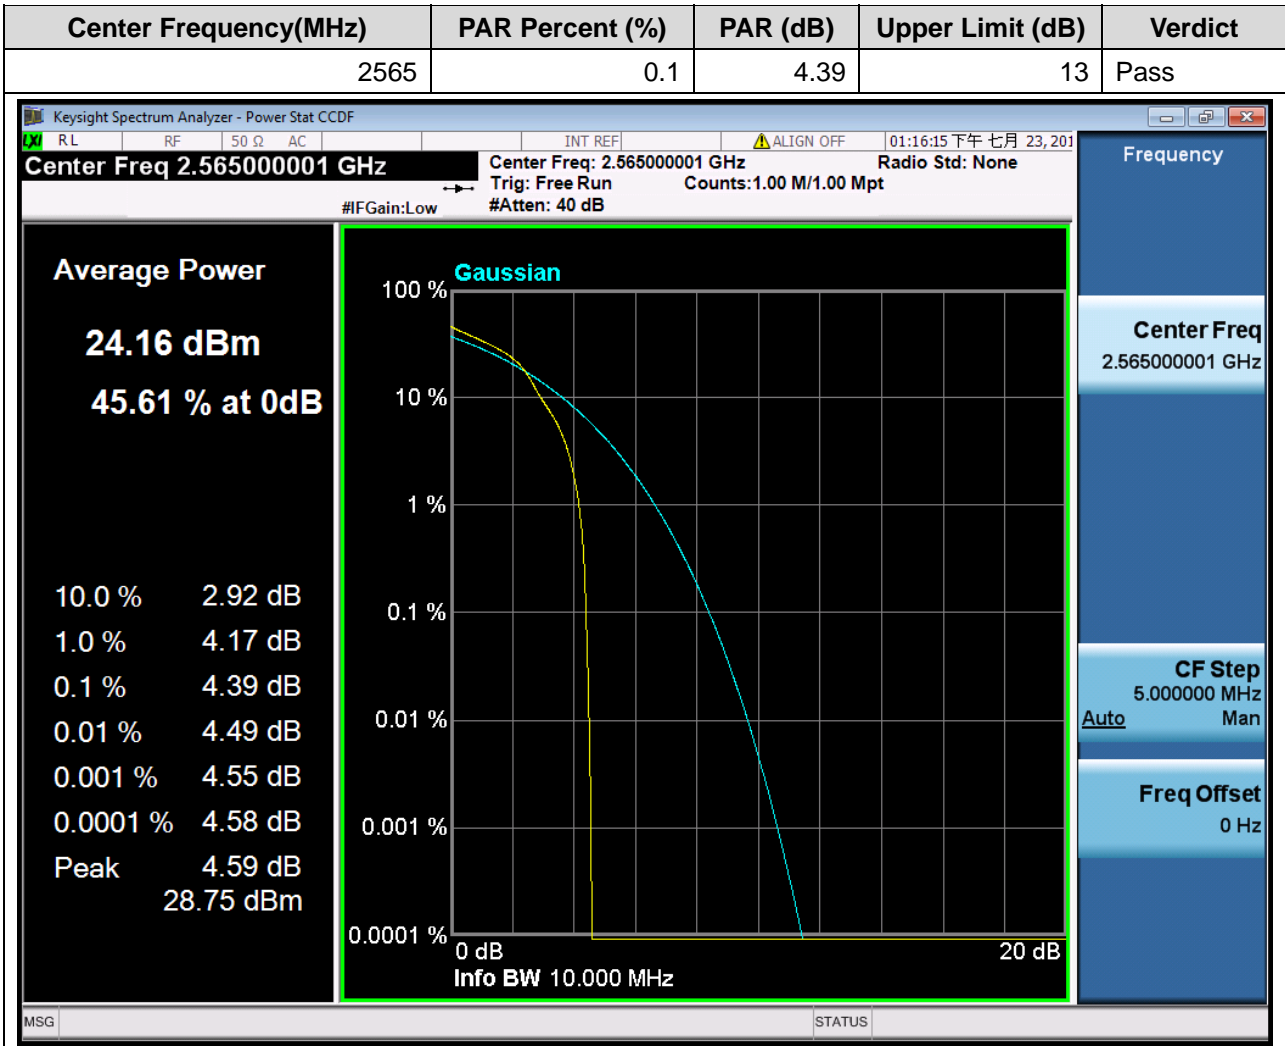 Center Frequency(MHz) PAR Percent (%) PAR (dB) Upper Limit (dB) Verdict
2565 0.1 4.39 13 Pass
Keysight Spectrum Analyzer - Power Stat CCDF
LXI RL RF 50 Ω AC INT REF ALIGN OFF 01:16:15 下午 七月 23, 201
Center Freq 2.565000001 GHz
#IFGain:Low
Center Freq: 2.565000001 GHz Radio Std: None
Trig: Free Run Counts:1.00 M/1.00 Mpt
#Atten: 40 dB
Average Power
24.16 dBm
45.61 % at 0dB
10.0 % 2.92 dB
1.0 % 4.17 dB
0.1 % 4.39 dB
0.01 % 4.49 dB
0.001 % 4.55 dB
0.0001 % 4.58 dB
Peak 4.59 dB
28.75 dBm
Gaussian
100 %
10 %
1 %
0.1 %
0.01 %
0.001 %
0.0001 %
0 dB 20 dB
Info BW 10.000 MHz
Frequency
Center Freq
2.565000001 GHz
CF Step
5.000000 MHz
Auto Man
Freq Offset
0 Hz
MSG STATUS